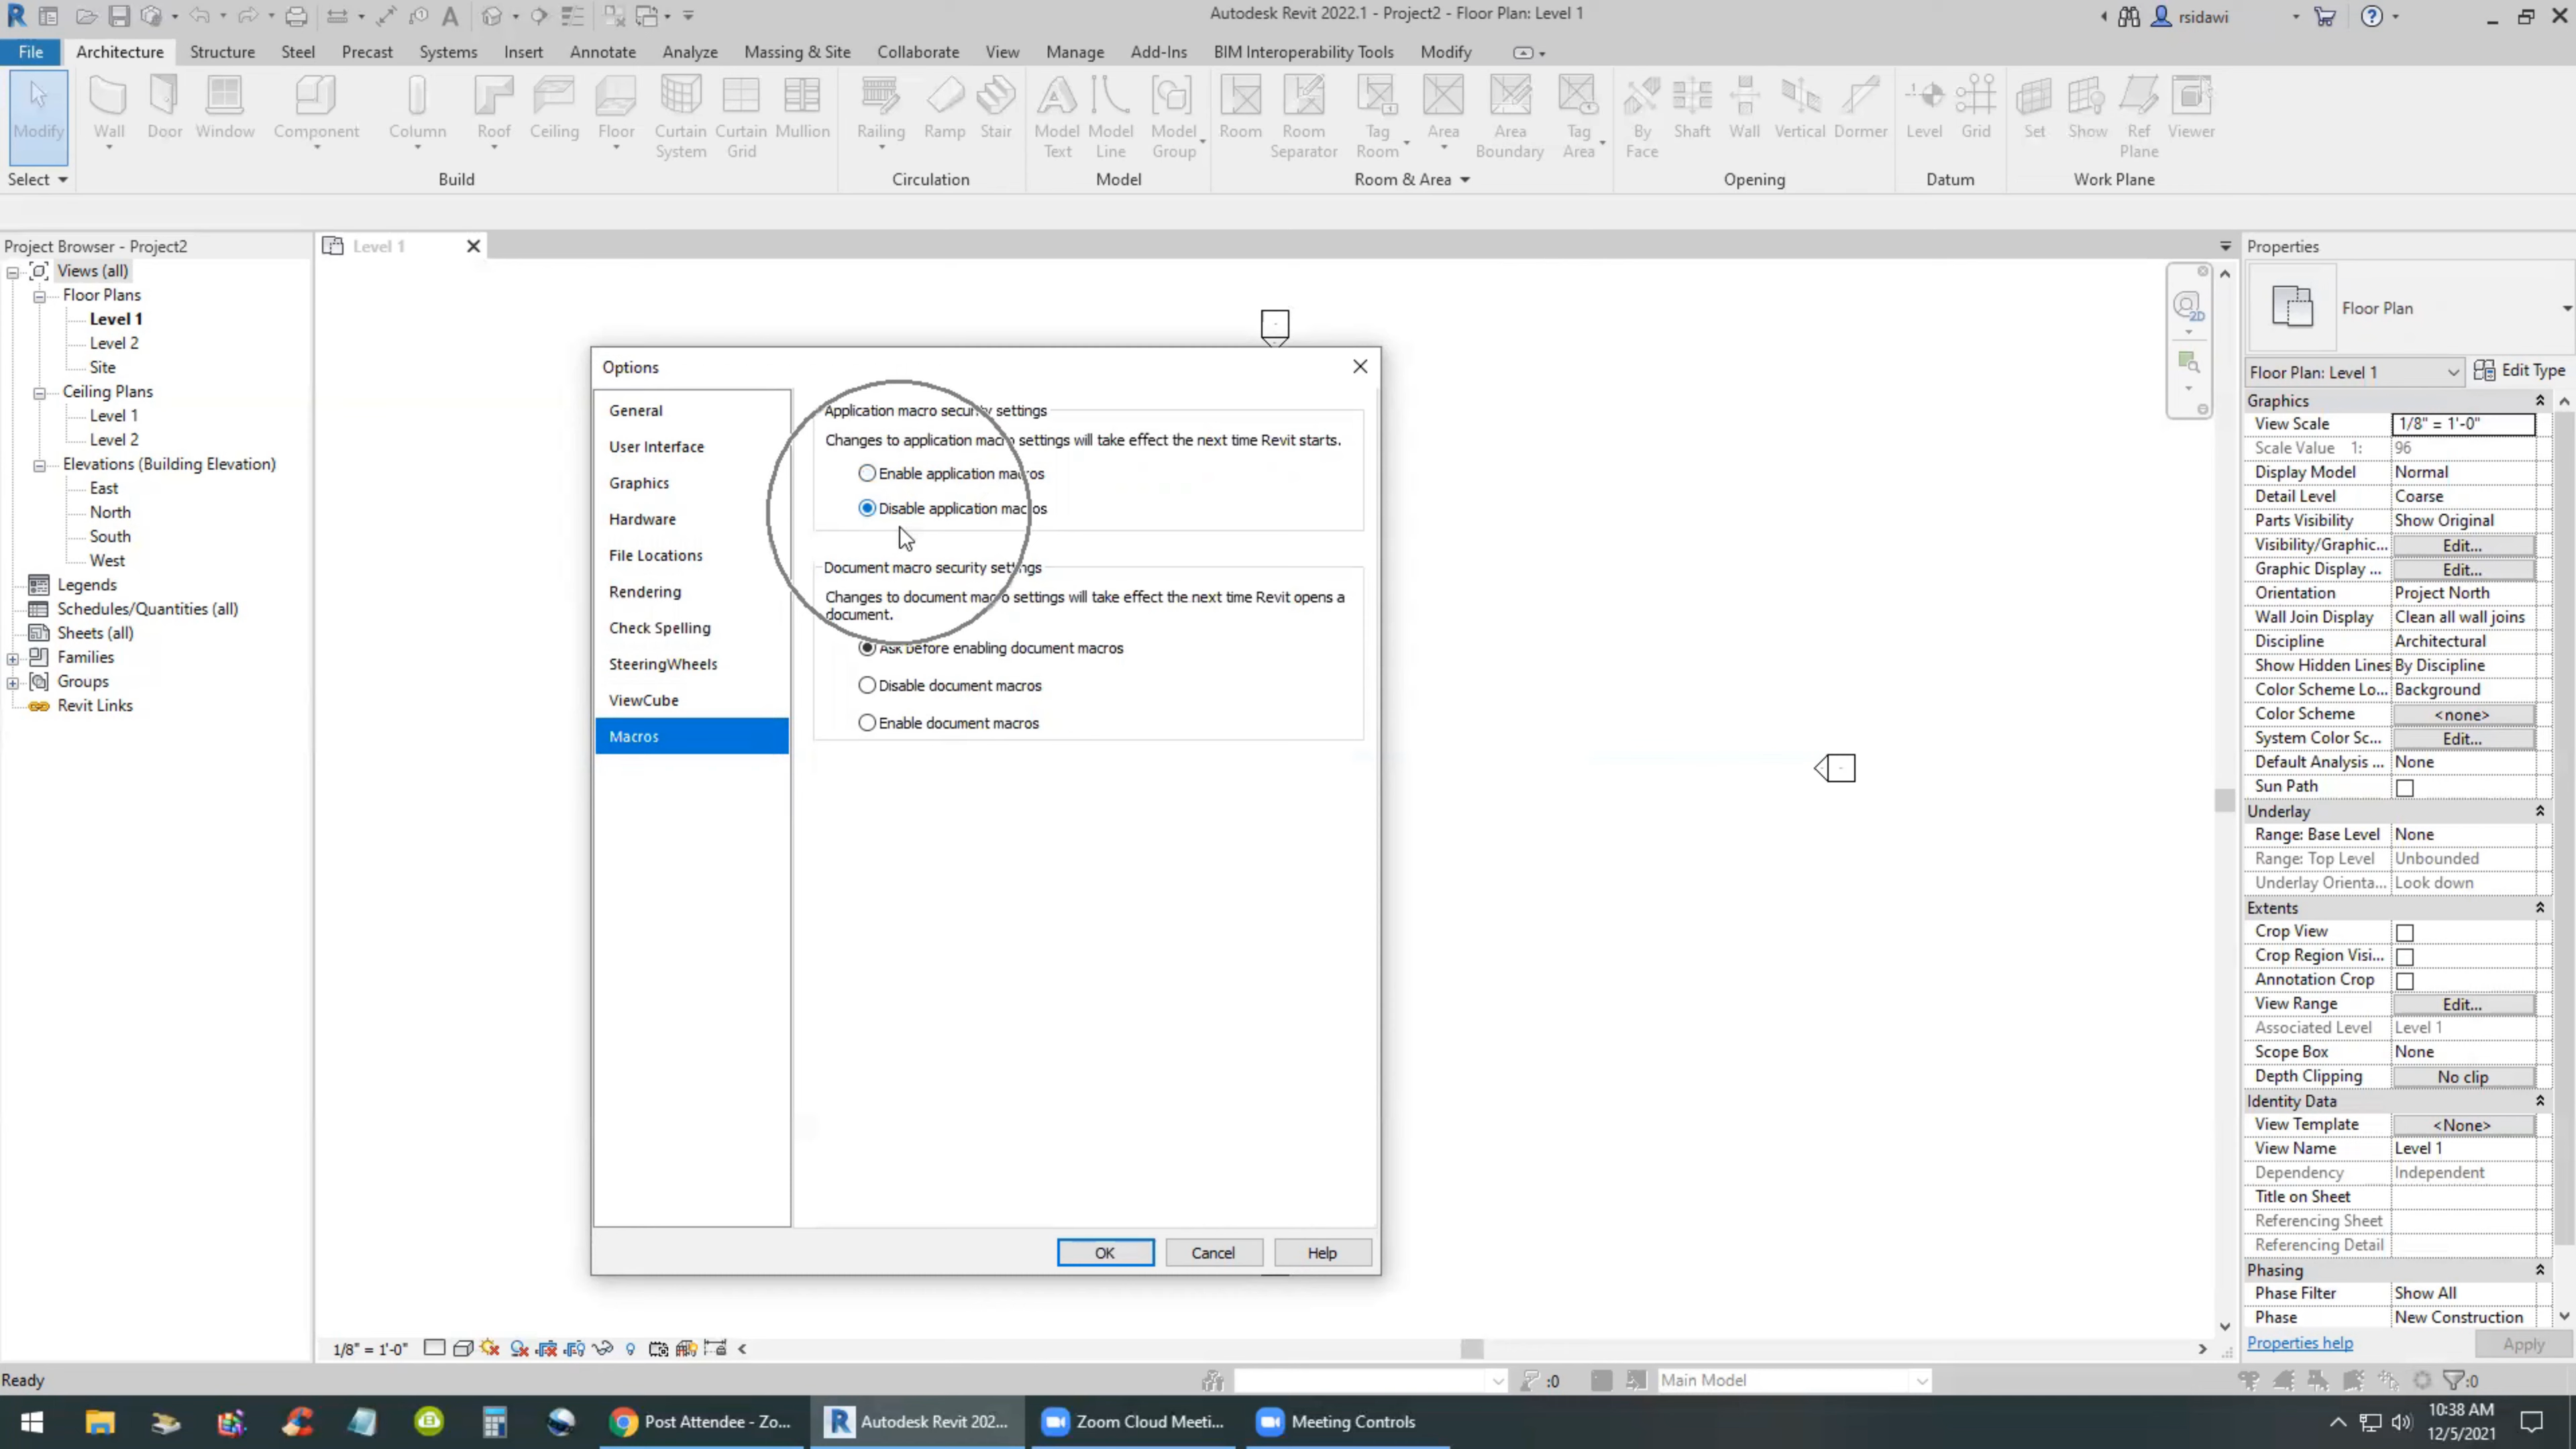 Autodesk Revit 2022.1 - Project2 - Floor Plan: Level 1
rsidawi
File Architecture Structure Steel Precast Systems Insert Annotate Analyze Massing & Site Collaborate View Manage Add-Ins BIM Interoperability Tools Modify
Modify Wall Door Window Component Column Roof Ceiling Floor Curtain System Curtain Grid Mullion Railing Ramp Stair Model Text Model Line Model Group Room Room Separator Tag Room Area Area Boundary Tag Area By Face Shaft Wall Vertical Dormer Level Grid Set Show Ref Plane Viewer
Select Build Circulation Model Room & Area Opening Datum Work Plane
Project Browser - Project2
Views (all)
Floor Plans
Level 1
Level 2
Site
Ceiling Plans
Level 1
Level 2
Elevations (Building Elevation)
East
North
South
West
Legends
Schedules/Quantities (all)
Sheets (all)
Families
Groups
Revit Links
Level 1
2D
Options
General
User Interface
Graphics
Hardware
File Locations
Rendering
Check Spelling
SteeringWheels
ViewCube
Macros
Application macro security settings
Changes to application macro settings will take effect the next time Revit starts.
Enable application macros
Disable application macros
Document macro security settings
Changes to document macro settings will take effect the next time Revit opens a
document.
Ask before enabling document macros
Disable document macros
Enable document macros
OK Cancel Help
Properties
Floor Plan
Floor Plan: Level 1 Edit Type
Graphics
View Scale 1/8" = 1'-0"
Scale Value 1: 96
Display Model Normal
Detail Level Coarse
Parts Visibility Show Original
Visibility/Graphic... Edit...
Graphic Display ... Edit...
Orientation Project North
Wall Join Display Clean all wall joins
Discipline Architectural
Show Hidden Lines By Discipline
Color Scheme Lo... Background
Color Scheme <none>
System Color Sc... Edit...
Default Analysis ... None
Sun Path
Underlay
Range: Base Level None
Range: Top Level Unbounded
Underlay Orienta... Look down
Extents
Crop View
Crop Region Visi...
Annotation Crop
View Range Edit...
Associated Level Level 1
Scope Box None
Depth Clipping No clip
Identity Data
View Template <None>
View Name Level 1
Dependency Independent
Title on Sheet
Referencing Sheet
Referencing Detail
Phasing
Phase Filter Show All
Phase New Construction
Properties help Apply
1/8" = 1'-0"
Ready :0 Main Model :0
Post Attendee - Zo... Autodesk Revit 202... Zoom Cloud Meeti... Meeting Controls
10:38 AM
12/5/2021